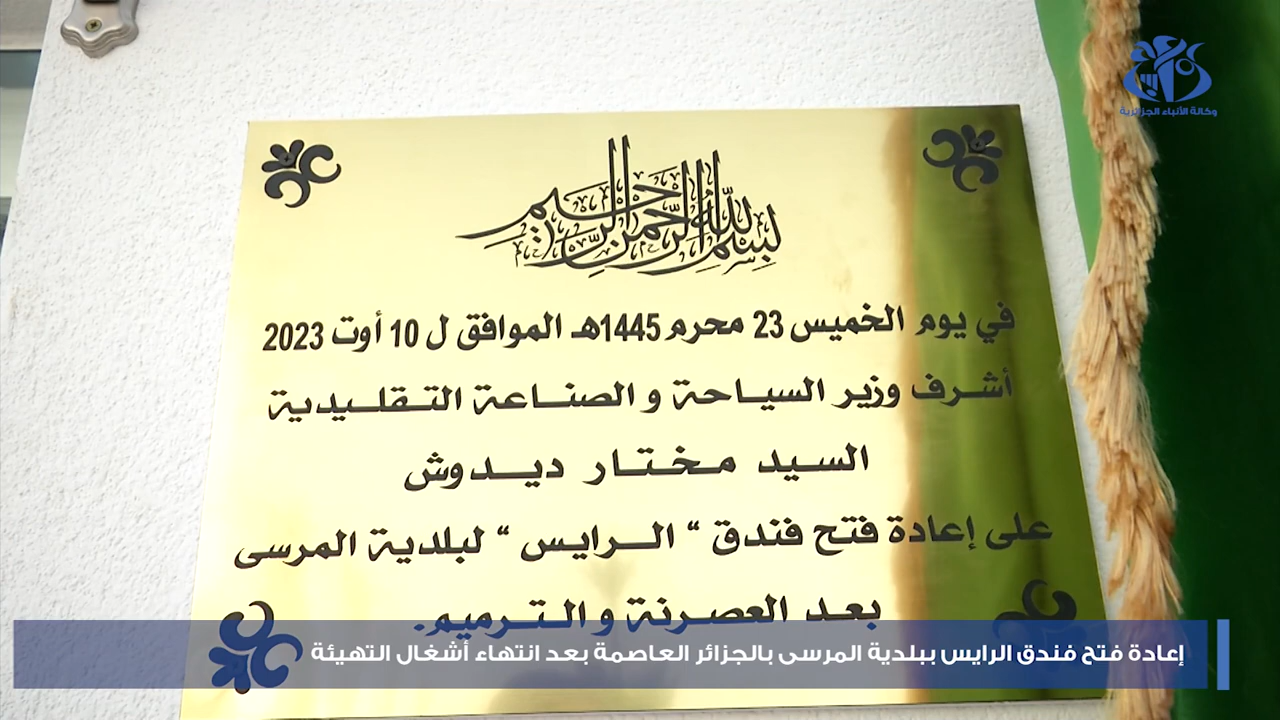 وكالة الأنباء الجزائرية
بسم الله الرحمن الرحيم
في يوم الخميس 23 محرم 1445هـ الموافق ل 10 أوت 2023
أشرف وزير السياحة و الصناعة التقليدية
السيد مختار ديدوش
على إعادة فتح فندق “ الرايس “ لبلدية المرسى
بعد العصرنة و الترميم.
إعادة فتح فندق الرايس ببلدية المرسى بالجزائر العاصمة بعد انتهاء أشغال التهيئة